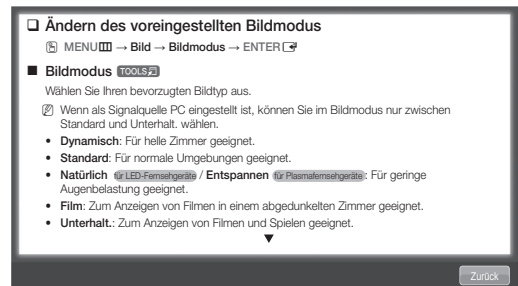 ❑ Ändern des voreingestellten Bildmodus
MENU → Bild → Bildmodus → ENTER
■ Bildmodus TOOLS
Wählen Sie Ihren bevorzugten Bildtyp aus.
Wenn als Signalquelle PC eingestellt ist, können Sie im Bildmodus nur zwischen
Standard und Unterhalt. wählen.
• Dynamisch: Für helle Zimmer geeignet.
• Standard: Für normale Umgebungen geeignet.
• Natürlich für LED-Fernsehgeräte / Entspannen für Plasmafernsehgeräte: Für geringe
Augenbelastung geeignet.
• Film: Zum Anzeigen von Filmen in einem abgedunkelten Zimmer geeignet.
• Unterhalt.: Zum Anzeigen von Filmen und Spielen geeignet.
▼
Zurück